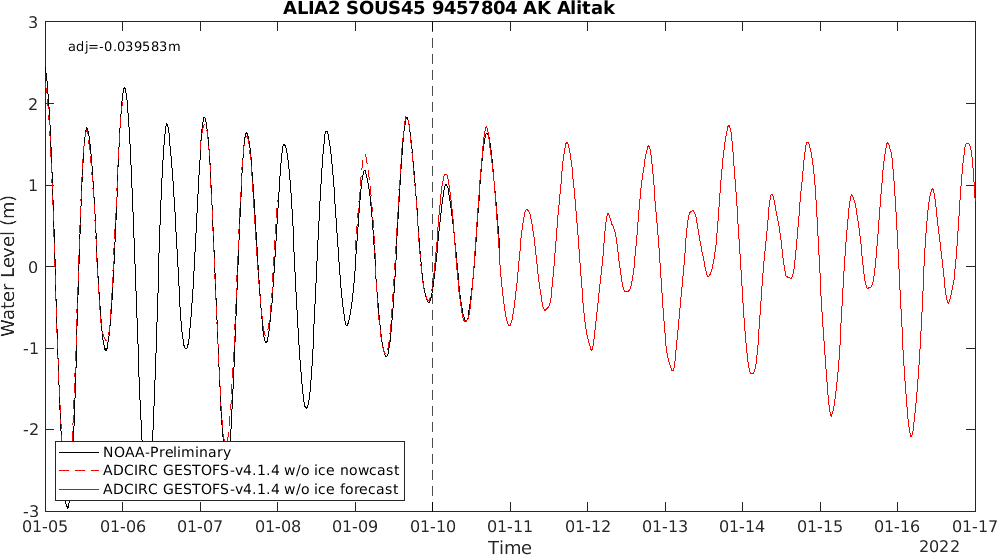 ALIA2 SOUS45 9457804 AK Alitak
adj=-0.039583m
3
2
1
0
-1
-2
-3
Water Level (m)
NOAA-Preliminary
ADCIRC GESTOFS-v4.1.4 w/o ice nowcast
ADCIRC GESTOFS-v4.1.4 w/o ice forecast
01-05 01-06 01-07 01-08 01-09 01-10 01-11 01-12 01-13 01-14 01-15 01-16 01-17
Time
2022